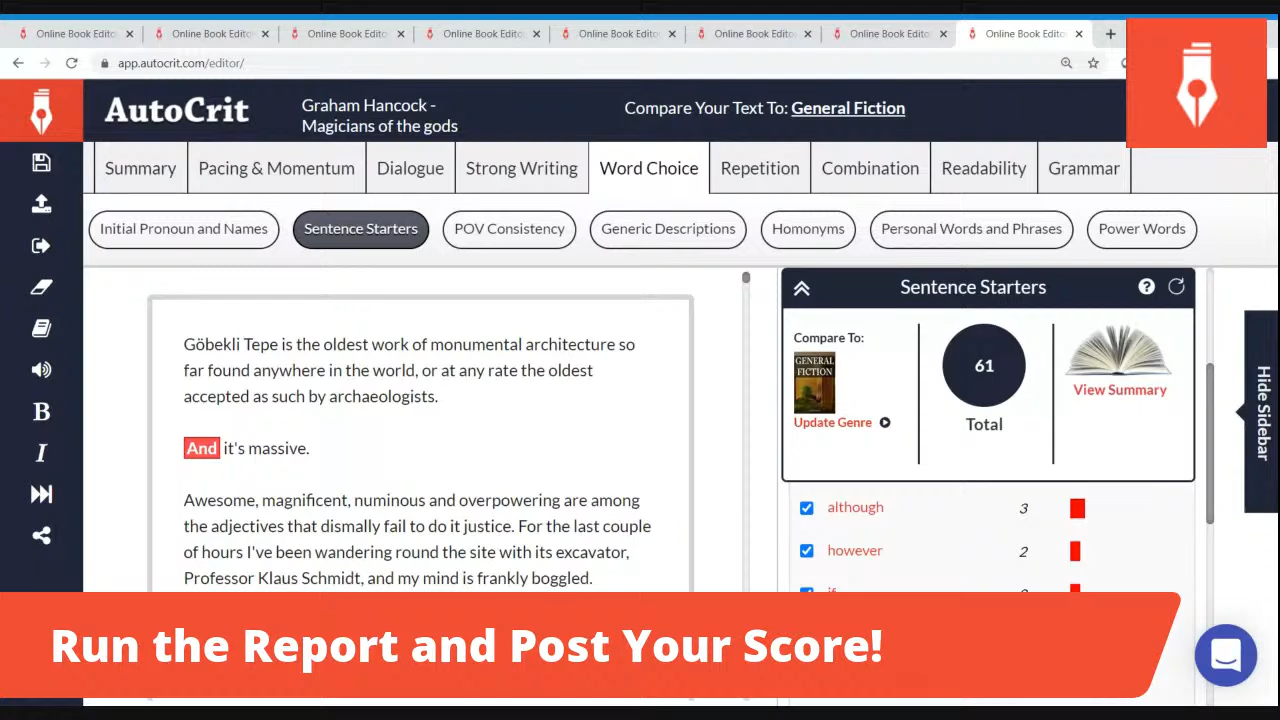 Online Book Edito
Online Book Edito
Online Book Edito
Online Book Edito
Online Book Edito
Online Book Edito
Online Book Edito
Online Book Edito
app.autocrit.com/editor/
AutoCrit
Graham Hancock -
Magicians of the gods
Compare Your Text To: General Fiction
Summary
Pacing & Momentum
Dialogue
Strong Writing
Word Choice
Repetition
Combination
Readability
Grammar
Initial Pronoun and Names
Sentence Starters
POV Consistency
Generic Descriptions
Homonyms
Personal Words and Phrases
Power Words
Göbekli Tepe is the oldest work of monumental architecture so
far found anywhere in the world, or at any rate the oldest
accepted as such by archaeologists.
And it's massive.
Awesome, magnificent, numinous and overpowering are among
the adjectives that dismally fail to do it justice. For the last couple
of hours I've been wandering round the site with its excavator,
Professor Klaus Schmidt, and my mind is frankly boggled.
Sentence Starters
?
Compare To:
GENERAL
FICTION
Update Genre
61
Total
View Summary
although 3
however 2
Hide Sidebar
B
I
Run the Report and Post Your Score!